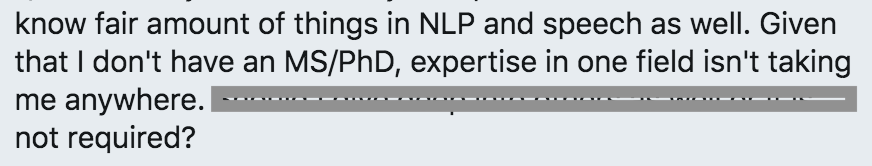 know fair amount of things in NLP and speech as well. Given
that I don't have an MS/PhD, expertise in one field isn't taking
me anywhere.
not required?